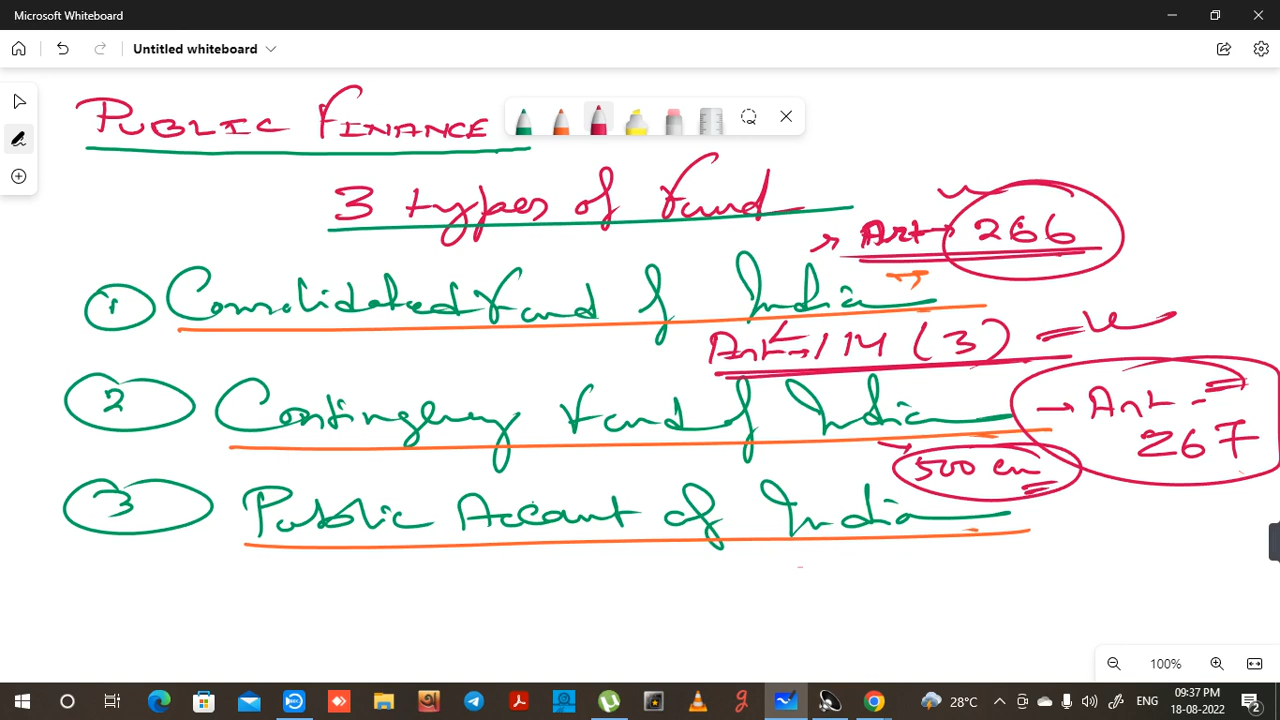 Microsoft Whiteboard
Untitled whiteboard
PUBLIC FINANCE
3 types of Fund
→ Art → 266
① Consolidated Fund of India
Art → 114 (3)
② Contingency Fund of India → Art - 267
→ 500 cr
③ Public Account of India
100%
28°C
ENG
09:37 PM
18-08-2022
2